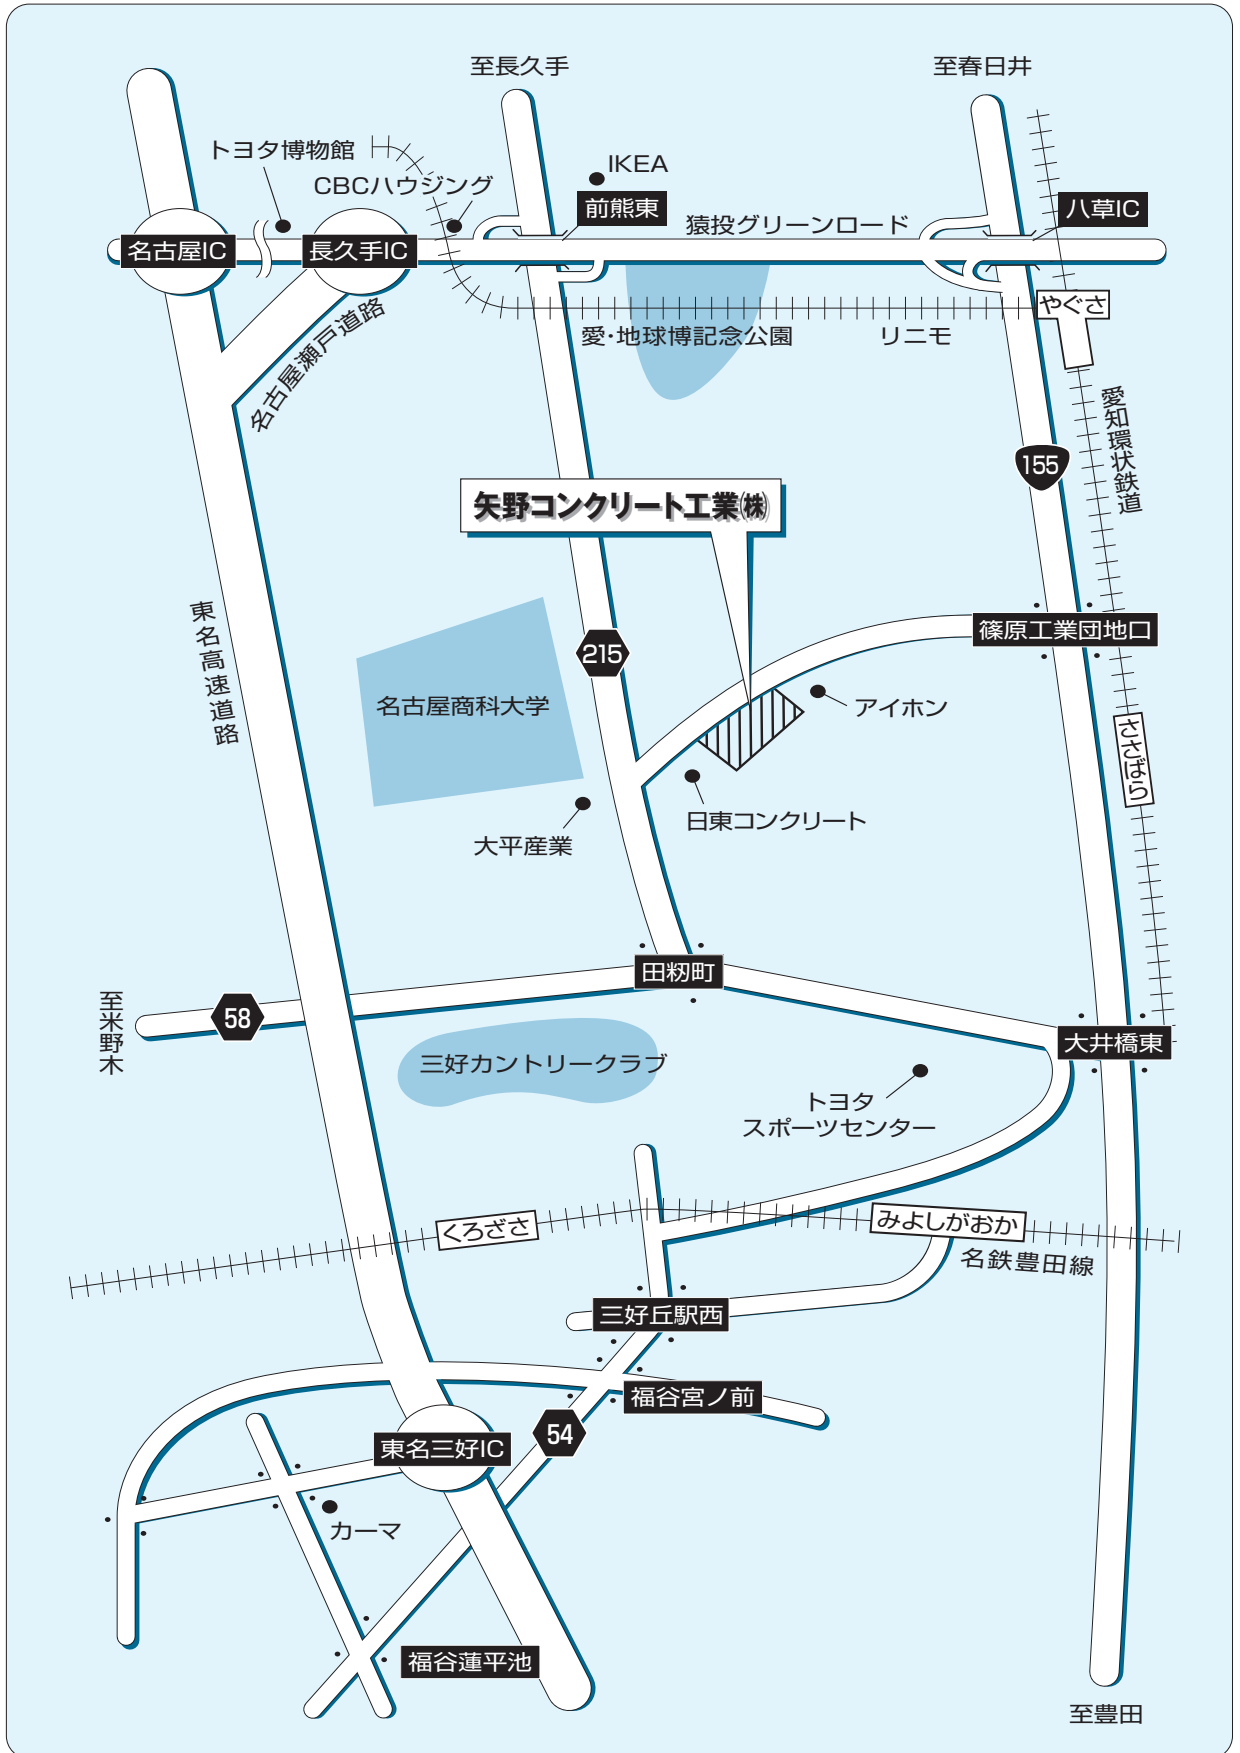 至長久手
至春日井
トヨタ博物館
CBCハウジング
IKEA
前熊東
猿投グリーンロード
八草IC
名古屋IC
長久手IC
やぐさ
名古屋瀬戸道路
愛・地球博記念公園
リニモ
愛知環状鉄道
155
矢野コンクリート工業㈱
東名高速道路
215
篠原工業団地口
名古屋商科大学
アイホン
ささばら
日東コンクリート
大平産業
田籾町
至米野木
58
大井橋東
三好カントリークラブ
トヨタ
スポーツセンター
くろざさ
みよしがおか
名鉄豊田線
三好丘駅西
福谷宮ノ前
54
東名三好IC
カーマ
福谷蓮平池
至豊田